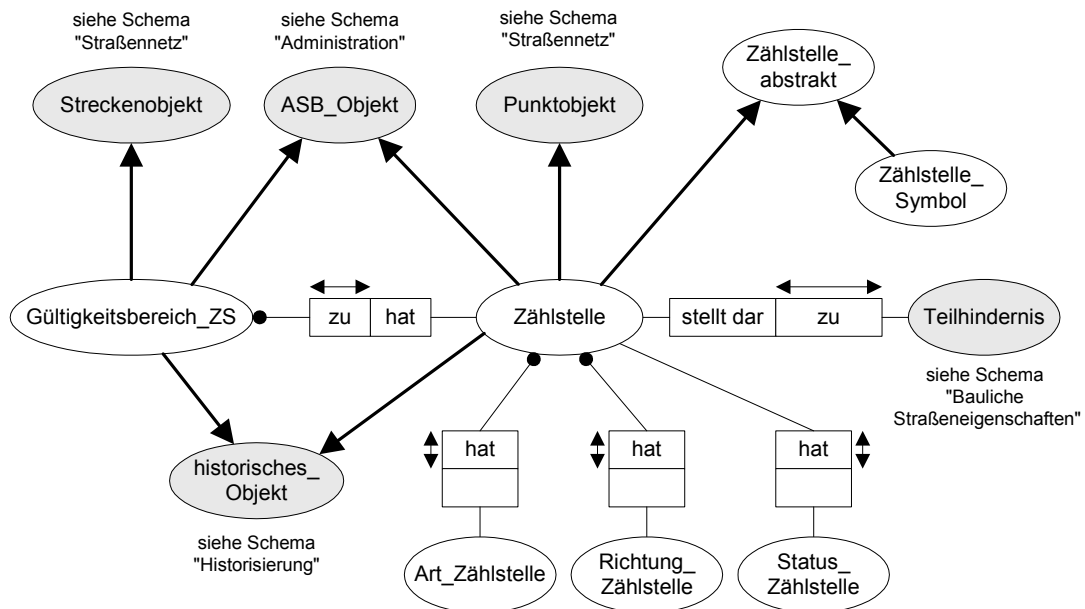 siehe Schema
"Straßennetz"
siehe Schema
"Administration"
siehe Schema
"Straßennetz"
Streckenobjekt
ASB_Objekt
Punktobjekt
Zählstelle_
abstrakt
Zählstelle_
Symbol
Gültigkeitsbereich_ZS
zu
hat
Zählstelle
stellt dar
zu
Teilhindernis
siehe Schema
"Bauliche
Straßeneigenschaften"
historisches_
Objekt
siehe Schema
"Historisierung"
hat
hat
hat
Art_Zählstelle
Richtung_
Zählstelle
Status_
Zählstelle